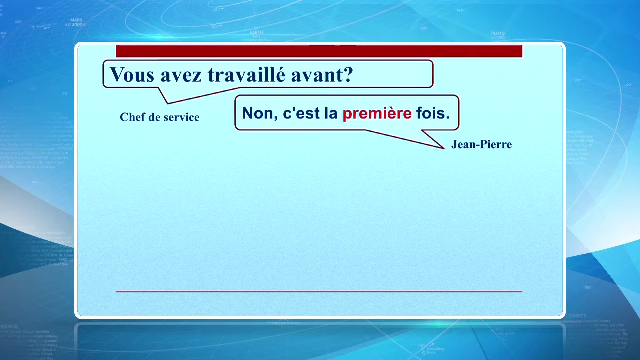 Vous avez travaillé avant?
Chef de service
Non, c'est la première fois.
Jean-Pierre